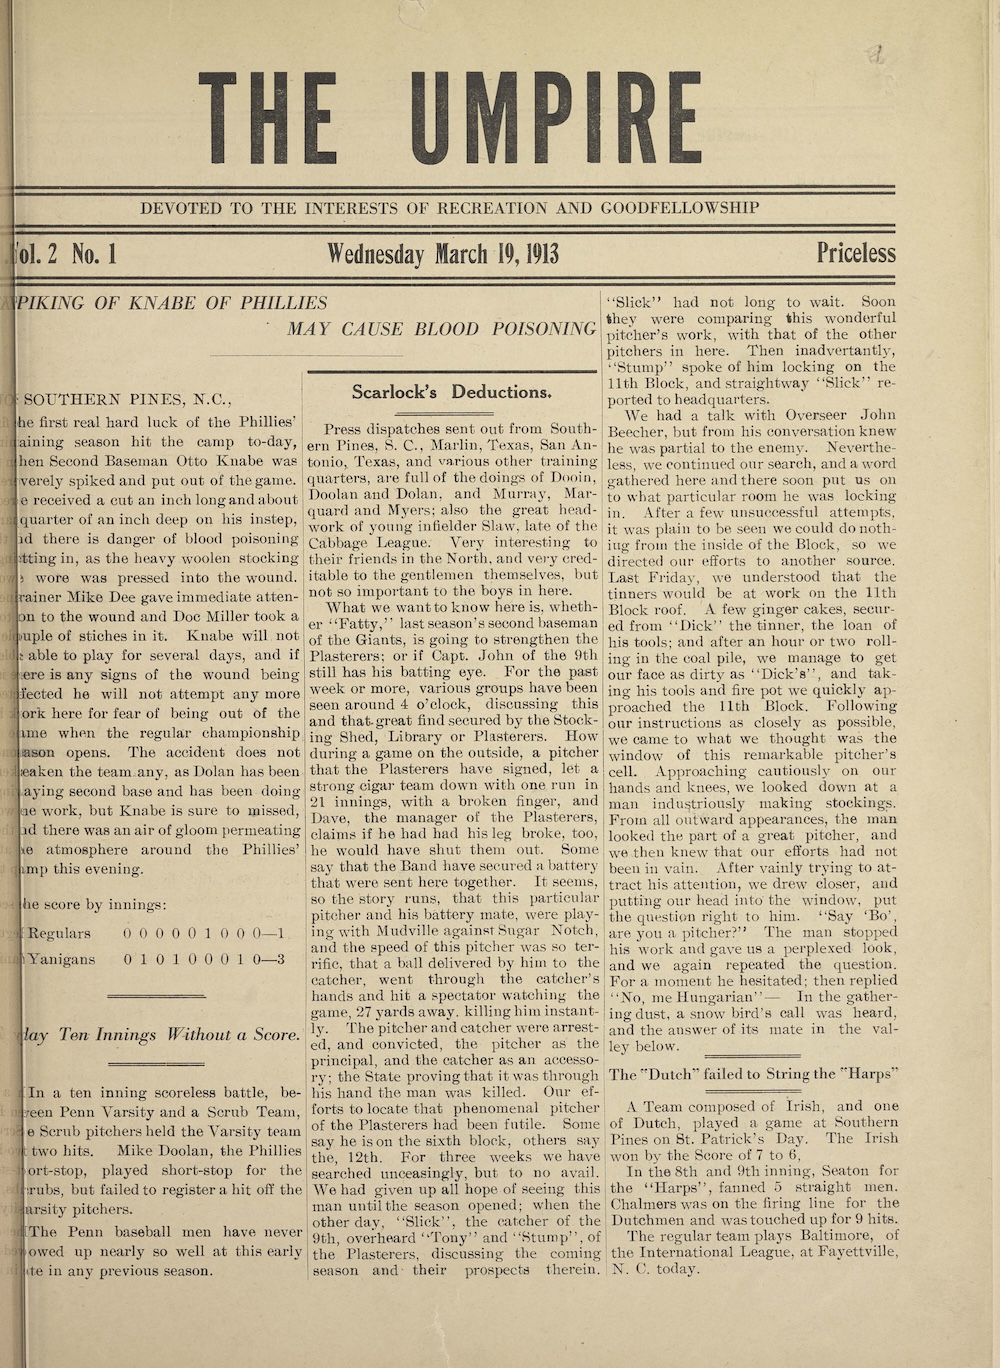 THE UMPIRE
DEVOTED TO THE INTERESTS OF RECREATION AND GOODFELLOWSHIP
ol. 2 No. 1 Wednesday March 19, 1913 Priceless
PIKING OF KNABE OF PHILLIES
MAY CAUSE BLOOD POISONING
SOUTHERN PINES, N.C.,
he first real hard luck of the Phillies'
aining season hit the camp to-day,
hen Second Baseman Otto Knabe was
verely spiked and put out of the game.
e received a cut an inch long and about
quarter of an inch deep on his instep,
d there is danger of blood poisoning
tting in, as the heavy woolen stocking
wore was pressed into the wound.
rainer Mike Dee gave immediate atten-
on to the wound and Doc Miller took a
uple of stiches in it. Knabe will not
able to play for several days, and if
ere is any signs of the wound being
fected he will not attempt any more
ork here for fear of being out of the
ame when the regular championship
ason opens. The accident does not
eaken the team any, as Dolan has been
aying second base and has been doing
ne work, but Knabe is sure to missed,
d there was an air of gloom permeating
e atmosphere around the Phillies'
mp this evening.
he score by innings:
Regulars 0 0 0 0 0 1 0 0 0—1
Yanigans 0 1 0 1 0 0 0 1 0—3
lay Ten Innings Without a Score.
In a ten inning scoreless battle, be-
een Penn Varsity and a Scrub Team,
e Scrub pitchers held the Varsity team
two hits. Mike Doolan, the Phillies
ort-stop, played short-stop for the
rubs, but failed to register a hit off the
arsity pitchers.
The Penn baseball men have never
owed up nearly so well at this early
te in any previous season.
Scarlock's Deductions.
Press dispatches sent out from South-
ern Pines, S. C., Marlin, Texas, San An-
tonio, Texas, and various other training
quarters, are full of the doings of Dooin,
Doolan and Dolan, and Murray, Mar-
quard and Myers; also the great head-
work of young infielder Slaw, late of the
Cabbage League. Very interesting to
their friends in the North, and very cred-
itable to the gentlemen themselves, but
not so important to the boys in here.
What we want to know here is, wheth-
er "Fatty," last season's second baseman
of the Giants, is going to strengthen the
Plasterers; or if Capt. John of the 9th
still has his batting eye. For the past
week or more, various groups have been
seen around 4 o'clock, discussing this
and that great find secured by the Stock-
ing Shed, Library or Plasterers. How
during a game on the outside, a pitcher
that the Plasterers have signed, let a
strong cigar team down with one run in
21 innings, with a broken finger, and
Dave, the manager of the Plasterers,
claims if he had had his leg broke, too,
he would have shut them out. Some
say that the Band have secured a battery
that were sent here together. It seems,
so the story runs, that this particular
pitcher and his battery mate, were play-
ing with Mudville against Sugar Notch,
and the speed of this pitcher was so ter-
rific, that a ball delivered by him to the
catcher, went through the catcher's
hands and hit a spectator watching the
game, 27 yards away. killing him instant-
ly. The pitcher and catcher were arrest-
ed, and convicted, the pitcher as the
principal, and the catcher as an accesso-
ry; the State proving that it was through
his hand the man was killed. Our ef-
forts to locate that phenomenal pitcher
of the Plasterers had been futile. Some
say he is on the sixth block, others say
the, 12th. For three weeks we have
searched unceasingly, but to no avail.
We had given up all hope of seeing this
man until the season opened; when the
other day, "Slick", the catcher of the
9th, overheard "Tony" and "Stump", of
the Plasterers, discussing the coming
season and their prospects therein.
"Slick" had not long to wait. Soon
they were comparing this wonderful
pitcher's work, with that of the other
pitchers in here. Then inadvertantly,
"Stump" spoke of him locking on the
11th Block, and straightway "Slick" re-
ported to headquarters.
We had a talk with Overseer John
Beecher, but from his conversation knew
he was partial to the enemy. Neverthe-
less, we continued our search, and a word
gathered here and there soon put us on
to what particular room he was locking
in. After a few unsuccessful attempts,
it was plain to be seen we could do noth-
ing from the inside of the Block, so we
directed our efforts to another source.
Last Friday, we understood that the
tinners would be at work on the 11th
Block roof. A few ginger cakes, secur-
ed from "Dick" the tinner, the loan of
his tools; and after an hour or two roll-
ing in the coal pile, we manage to get
our face as dirty as "Dick's", and tak-
ing his tools and fire pot we quickly ap-
proached the 11th Block. Following
our instructions as closely as possible,
we came to what we thought was the
window of this remarkable pitcher's
cell. Approaching cautiously on our
hands and knees, we looked down at a
man industriously making stockings.
From all outward appearances, the man
looked the part of a great pitcher, and
we then knew that our efforts had not
been in vain. After vainly trying to at-
tract his attention, we drew closer, and
putting our head into the window, put
the question right to him. "Say 'Bo',
are you a pitcher?" The man stopped
his work and gave us a perplexed look,
and we again repeated the question.
For a moment he hesitated; then replied
"No, me Hungarian"— In the gather-
ing dust, a snow bird's call was heard,
and the answer of its mate in the val-
ley below.
The "Dutch" failed to String the "Harps"
A Team composed of Irish, and one
of Dutch, played a game at Southern
Pines on St. Patrick's Day. The Irish
won by the Score of 7 to 6,
In the 8th and 9th inning, Seaton for
the "Harps", fanned 5 straight men.
Chalmers was on the firing line for the
Dutchmen and was touched up for 9 hits.
The regular team plays Baltimore, of
the International League, at Fayettville,
N. C. today.